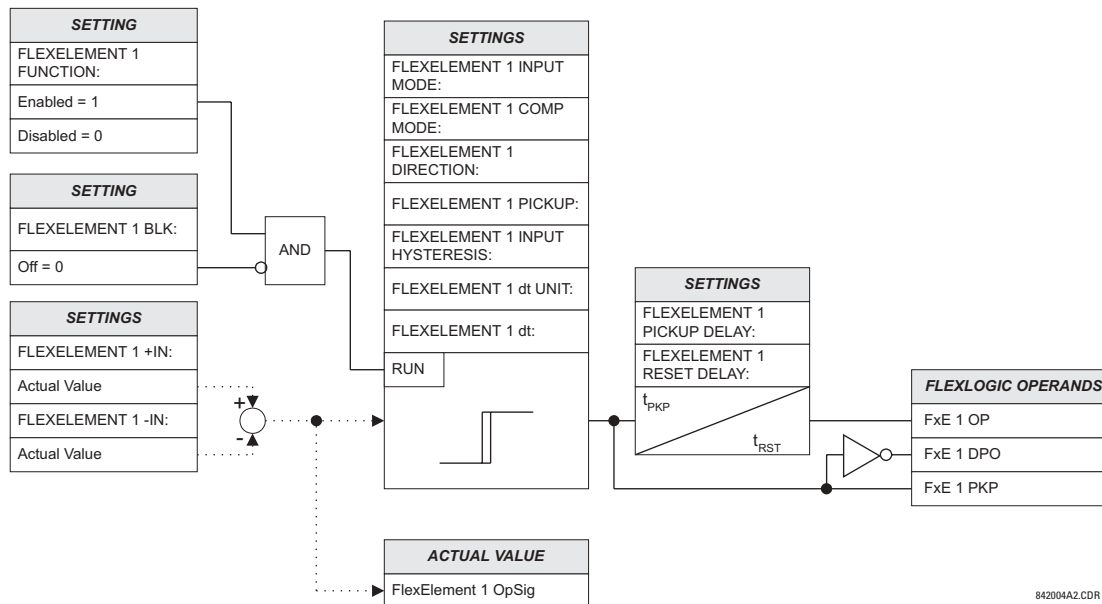 SETTING
FLEXELEMENT 1
FUNCTION:
Enabled = 1
Disabled = 0
SETTING
FLEXELEMENT 1 BLK:
Off = 0
SETTINGS
FLEXELEMENT 1 +IN:
Actual Value
FLEXELEMENT 1 -IN:
Actual Value
+
-
AND
SETTINGS
FLEXELEMENT 1 INPUT
MODE:
FLEXELEMENT 1 COMP
MODE:
FLEXELEMENT 1
DIRECTION:
FLEXELEMENT 1 PICKUP:
FLEXELEMENT 1 INPUT
HYSTERESIS:
FLEXELEMENT 1 dt UNIT:
FLEXELEMENT 1 dt:
RUN
SETTINGS
FLEXELEMENT 1
PICKUP DELAY:
FLEXELEMENT 1
RESET DELAY:
tPKP
tRST
FLEXLOGIC OPERANDS
FxE 1 OP
FxE 1 DPO
FxE 1 PKP
ACTUAL VALUE
FlexElement 1 OpSig
842004A2.CDR